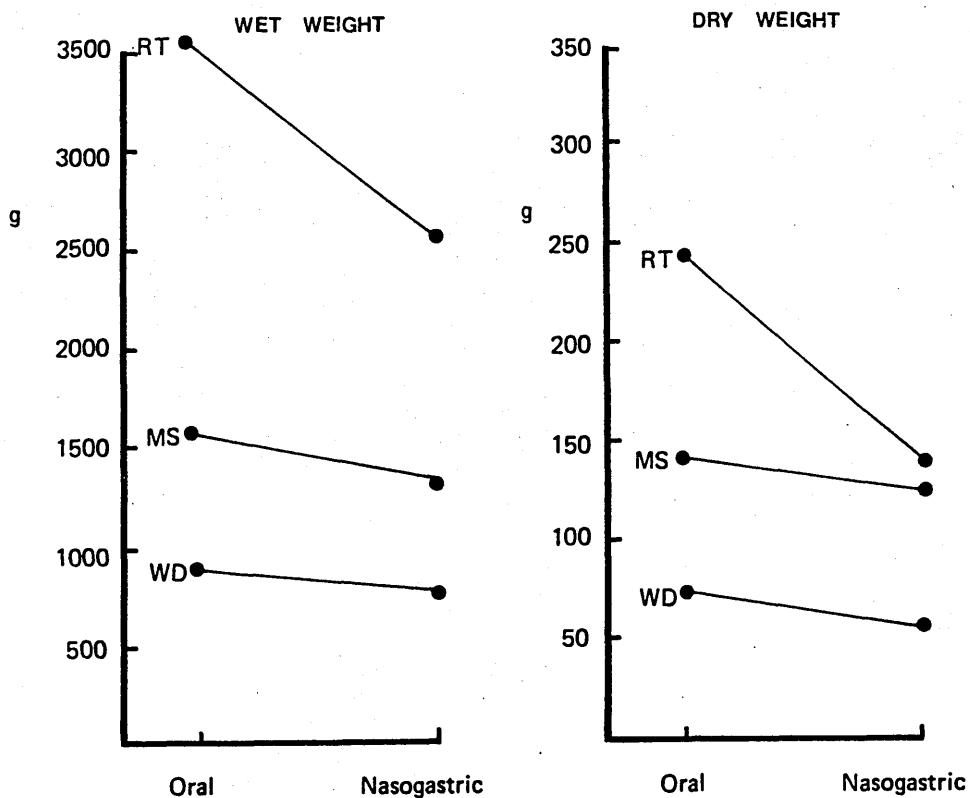 WET WEIGHT
3500
RT
3000
g
2500
2000
MS
1500
1000
WD
500
Oral Nasogastric
DRY WEIGHT
350
300
g
250
RT
200
150
MS
100
WD
50
Oral Nasogastric